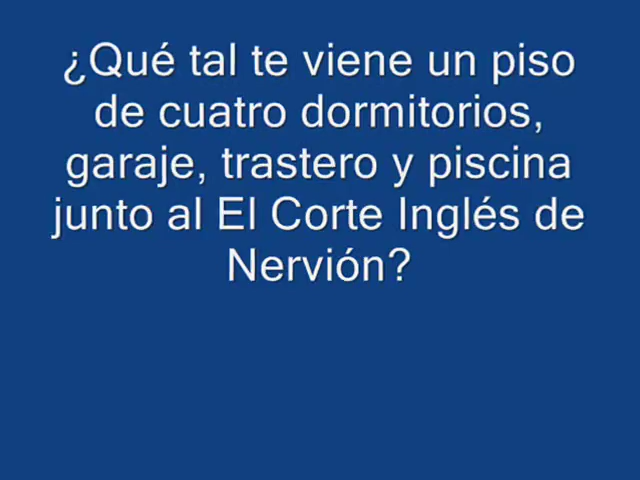 ¿Qué tal te viene un piso
de cuatro dormitorios,
garaje, trastero y piscina
junto al El Corte Inglés de
Nervión?